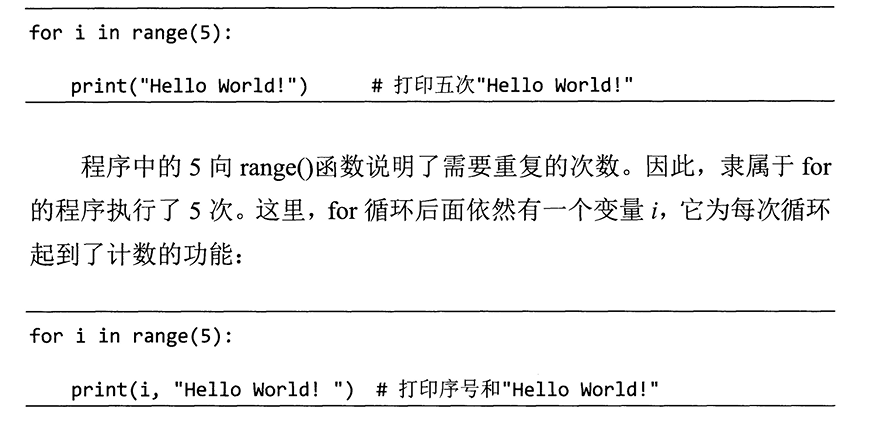 for i in range(5):
print("Hello World!")      # 打印五次"Hello World!"
程序中的 5 向 range()函数说明了需要重复的次数。因此，隶属于 for
的程序执行了 5 次。这里，for 循环后面依然有一个变量 i，它为每次循环
起到了计数的功能：
for i in range(5):
print(i, "Hello World! ")  # 打印序号和"Hello World!"